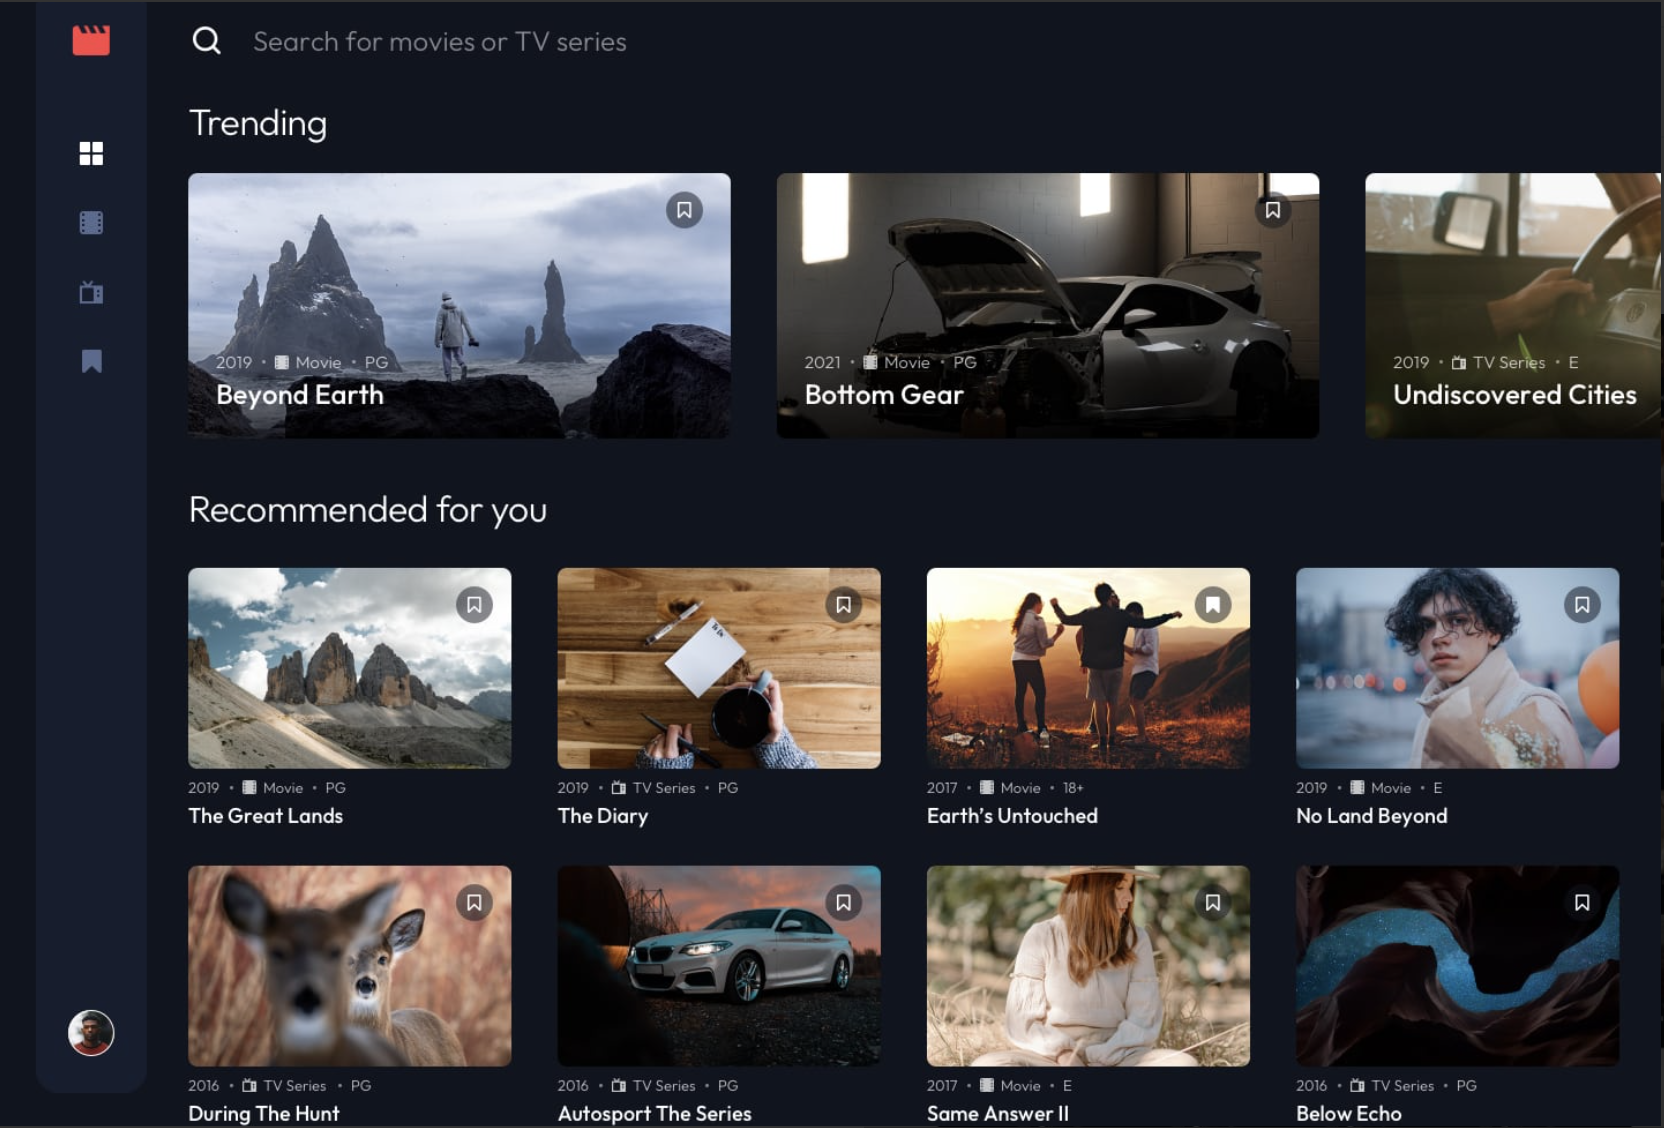 Search for movies or TV series
Trending
2019 • Movie • PG
Beyond Earth
2021 • Movie • PG
Bottom Gear
2019 • TV Series • E
Undiscovered Cities
Recommended for you
2019 • Movie • PG
The Great Lands
2019 • TV Series • PG
The Diary
2017 • Movie • 18+
Earth’s Untouched
2019 • Movie • E
No Land Beyond
2016 • TV Series • PG
During The Hunt
2016 • TV Series • PG
Autosport The Series
2017 • Movie • E
Same Answer II
2016 • TV Series • PG
Below Echo